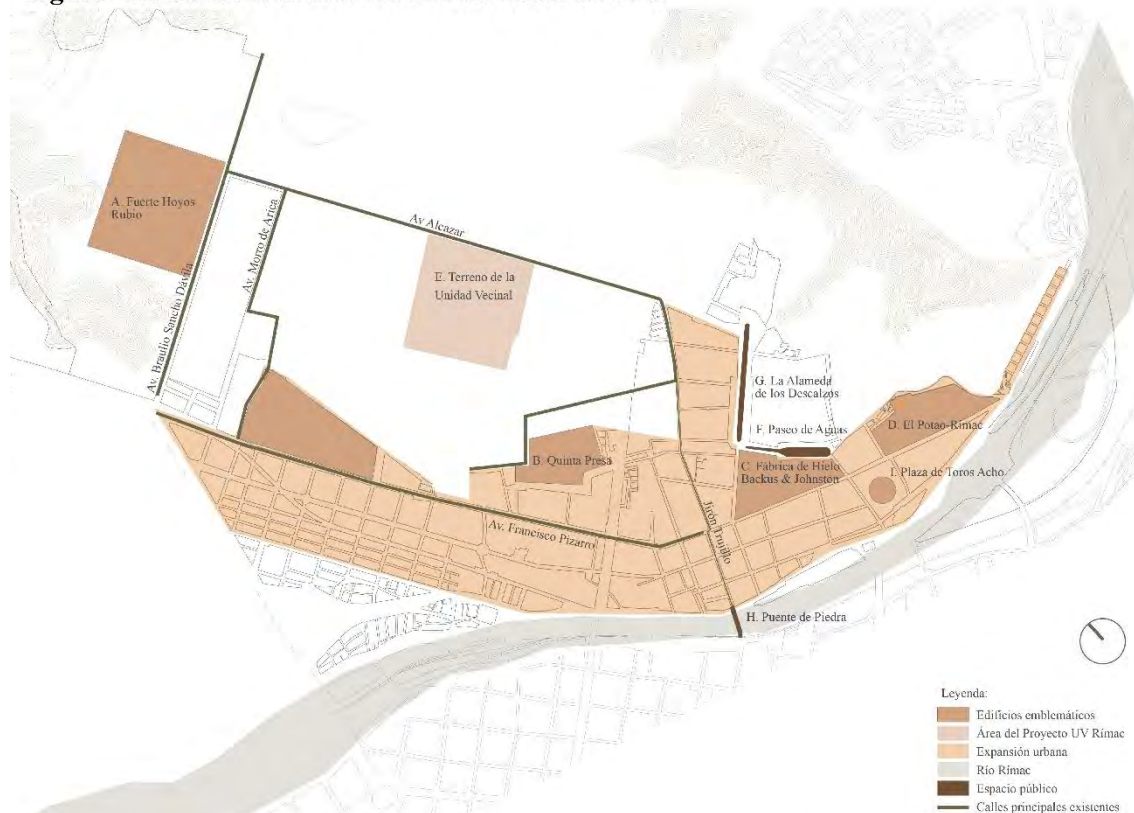 A. Fuerte Hoyos
Rubio
Av. Braulio Sancho Dávila
Av. Morro de Arica
Av Alcazar
E. Terreno de la
Unidad Vecinal
G. La Alameda
de los Descalzos
F. Paseo de Aguas
D. El Potao-Rímac
B. Quinta Presa
C. Fábrica de Hielo
Backus & Johnston
I. Plaza de Toros Acho
Av. Francisco Pizarro
Jirón Trujillo
H. Puente de Piedra
Leyenda:
Edificios emblemáticos
Área del Proyecto UV Rímac
Expansión urbana
Río Rímac
Espacio público
Calles principales existentes